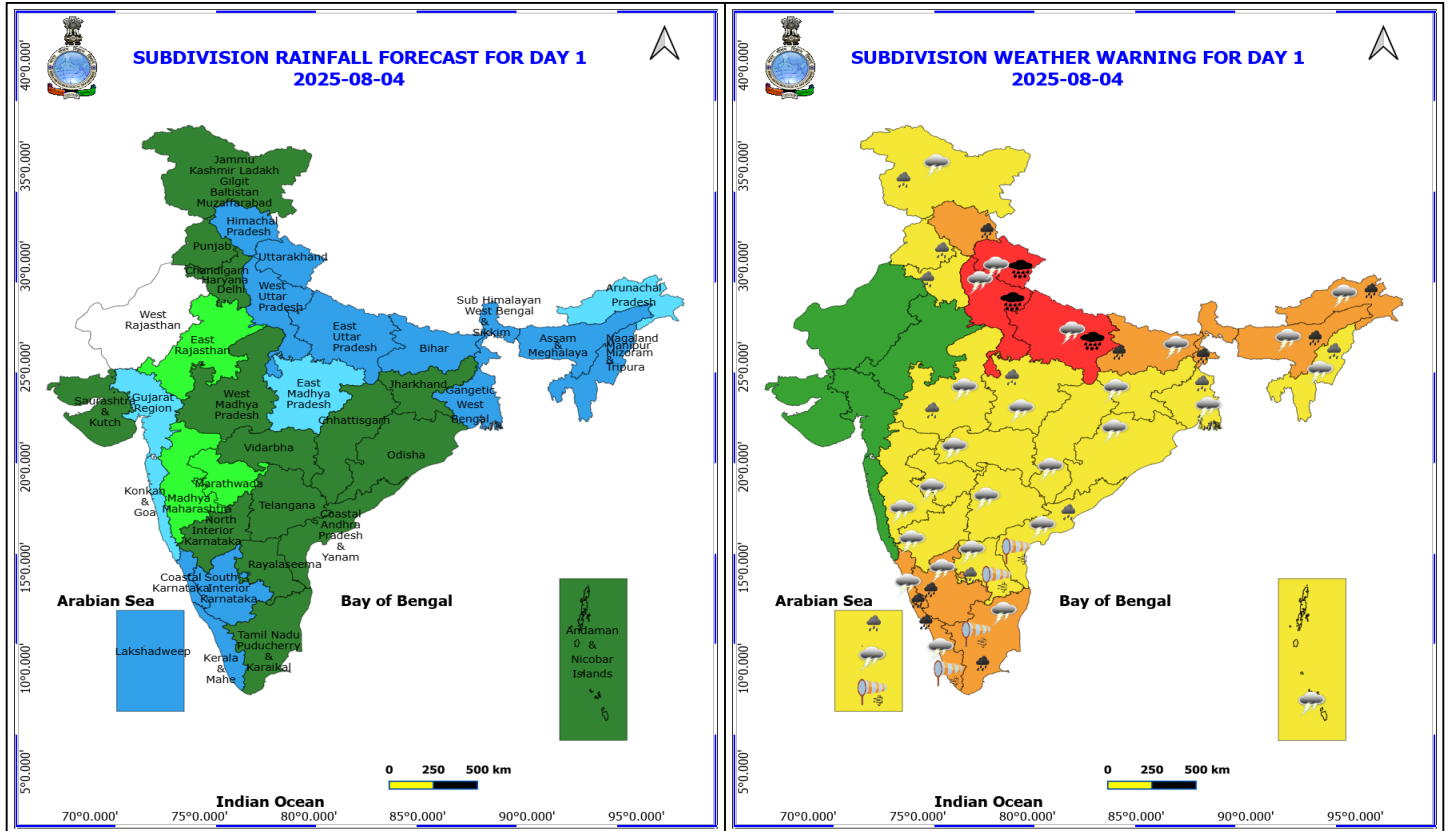 SUBDIVISION RAINFALL FORECAST FOR DAY 1
2025-08-04
40°0.000'
35°0.000'
30°0.000'
25°0.000'
20°0.000'
15°0.000'
10°0.000'
5°0.000'
Jammu
Kashmir Ladakh
Gilgit
Baltistan
Muzaffarabad
Himachal
Pradesh
Punjab
Uttarakhand
Chandigarh
Haryana
Delhi
West
Uttar
Pradesh
West
Rajasthan
East
Rajasthan
East
Uttar
Pradesh
Bihar
Sub Himalayan
West Bengal
&
Sikkim
Arunachal
Pradesh
Assam
&
Meghalaya
Nagaland
Manipur
Mizoram
&
Tripura
Saurashtra
&
Kutch
Gujarat
Region
West
Madhya
Pradesh
East
Madhya
Pradesh
Jharkhand
Gangetic
West
Bengal
Chhattisgarh
Odisha
Vidarbha
Konkan
&
Goa
Madhya
Maharashtra
Marathwada
Telangana
North
Interior
Karnataka
Coastal
Andhra
Pradesh
&
Yanam
Rayalaseema
Coastal
Karnataka
South
Interior
Karnataka
Arabian Sea
Bay of Bengal
Lakshadweep
Kerala
&
Mahe
Tamil Nadu
Puducherry
&
Karaikal
Andaman
&
Nicobar
Islands
0 250 500 km
Indian Ocean
70°0.000' 75°0.000' 80°0.000' 85°0.000' 90°0.000' 95°0.000'
SUBDIVISION WEATHER WARNING FOR DAY 1
2025-08-04
40°0.000'
35°0.000'
30°0.000'
25°0.000'
20°0.000'
15°0.000'
10°0.000'
5°0.000'
Arabian Sea
Bay of Bengal
0 250 500 km
Indian Ocean
70°0.000' 75°0.000' 80°0.000' 85°0.000' 90°0.000' 95°0.000'